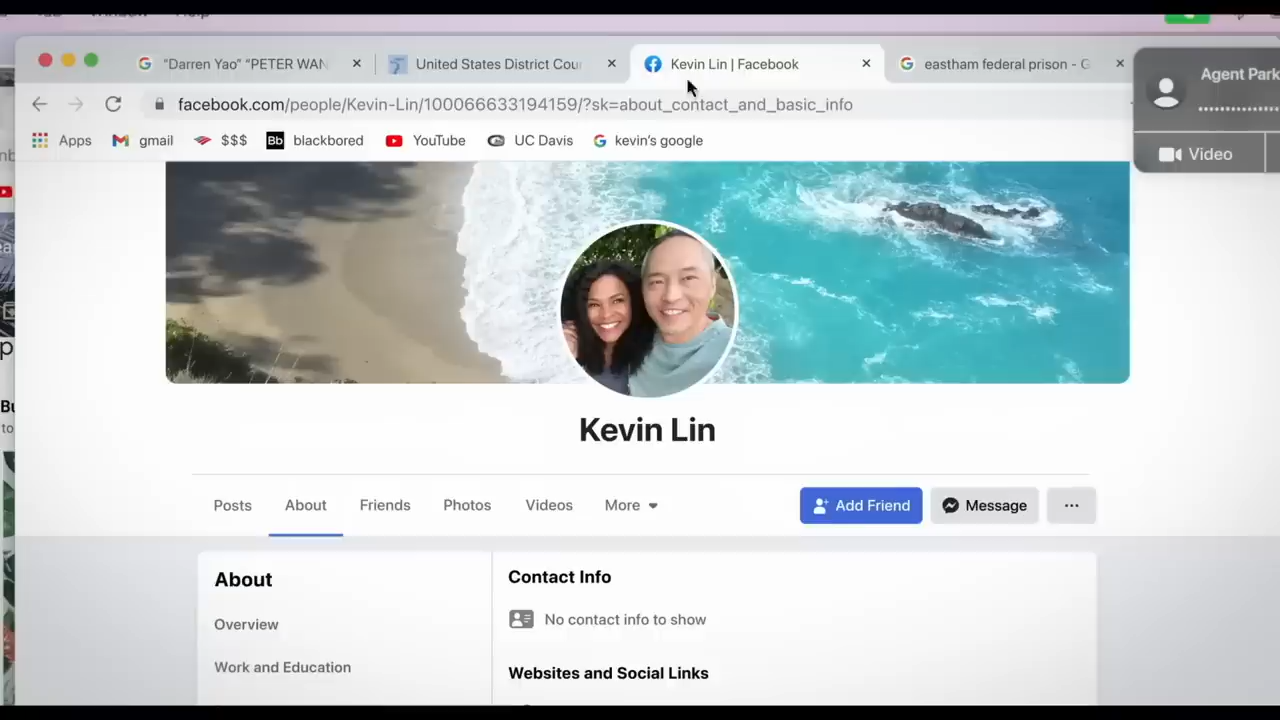 "Darren Yao" "PETER WAN
United States District Cou
Kevin Lin | Facebook
eastham federal prison - G
Agent Park
facebook.com/people/Kevin-Lin/100066633194159/?sk=about_contact_and_basic_info
Video
Apps
gmail
$$$
Bb
blackbored
YouTube
UC Davis
kevin's google
Kevin Lin
Posts
About
Friends
Photos
Videos
More
Add Friend
Message
About
Contact Info
Overview
No contact info to show
Work and Education
Websites and Social Links